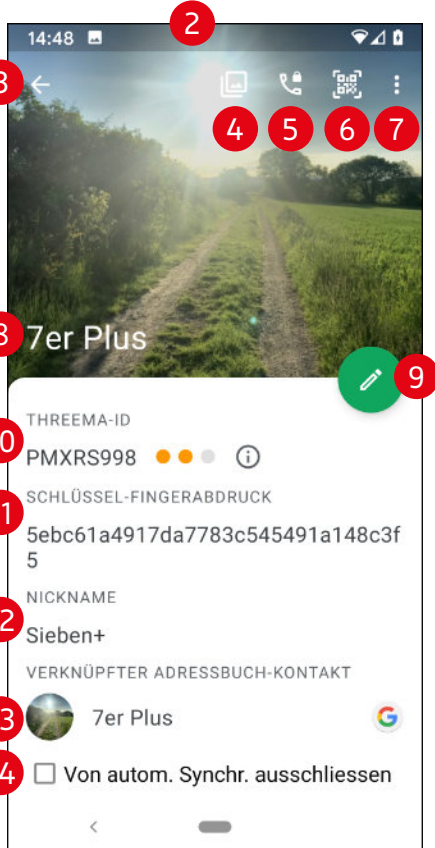 2
14:48
3
4
5
6
7
8
7er Plus
9
THREEMA-ID
0
PMXRS998
1
SCHLÜSSEL-FINGERABDRUCK
5ebc61a4917da7783c545491a148c3f
5
NICKNAME
2
Sieben+
VERKNÜPFTER ADRESSBUCH-KONTAKT
3
7er Plus
G
4
Von autom. Synchr. ausschliessen